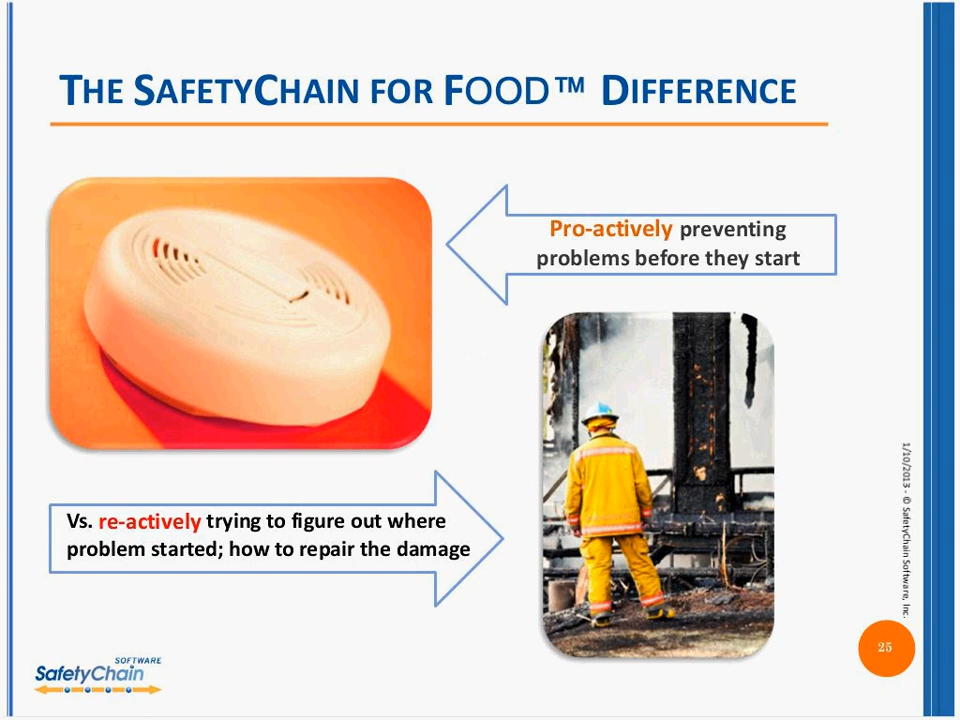 THE SAFETYCHAIN FOR FOOD™ DIFFERENCE
Pro-actively preventing
problems before they start
Vs. re-actively trying to figure out where
problem started; how to repair the damage
1/10/2013 - © SafetyChain Software, Inc.
25
SOFTWARE
SafetyChain